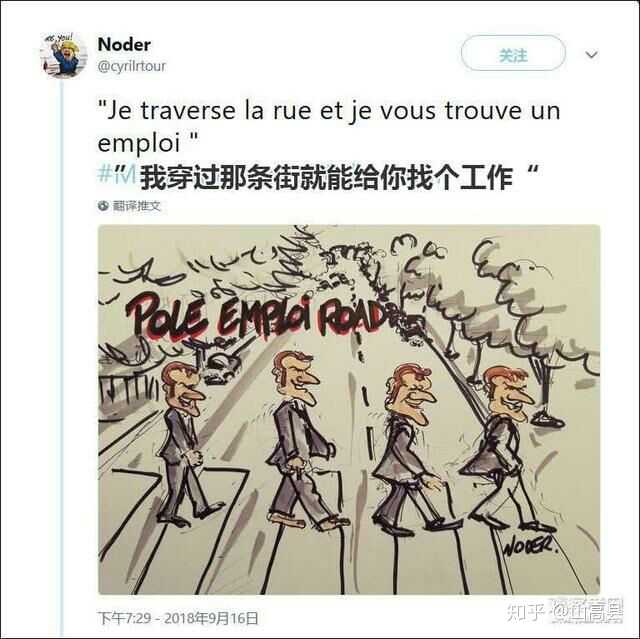 Noder
@cyrilrtour
关注
"Je traverse la rue et je vous trouve un
emploi "
”我穿过那条街就能给你找个工作“
翻译推文
POLE EMPLOI ROAD
NODER.
下午7:29 - 2018年9月16日
知乎